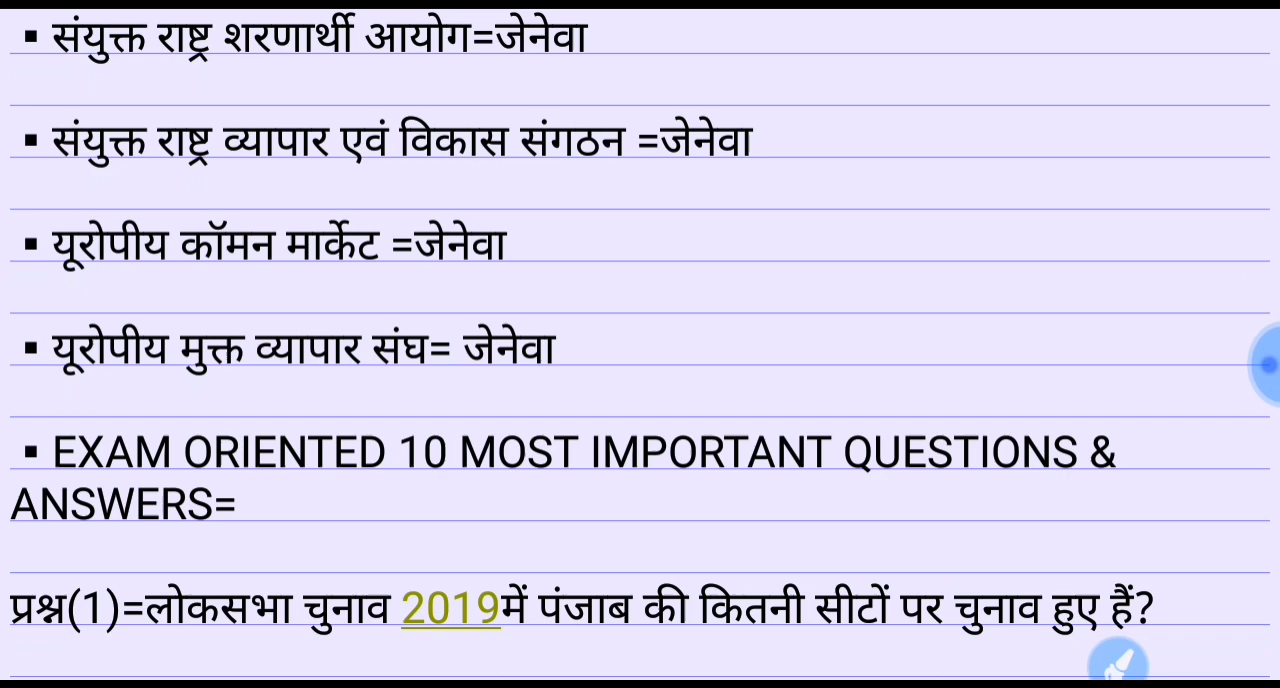 ▪ संयुक्त राष्ट्र शरणार्थी आयोग=जेनेवा
▪ संयुक्त राष्ट्र व्यापार एवं विकास संगठन =जेनेवा
▪ यूरोपीय कॉमन मार्केट =जेनेवा
▪ यूरोपीय मुक्त व्यापार संघ= जेनेवा
▪ EXAM ORIENTED 10 MOST IMPORTANT QUESTIONS &
ANSWERS=
प्रश्न(1)=लोकसभा चुनाव 2019में पंजाब की कितनी सीटों पर चुनाव हुए हैं?